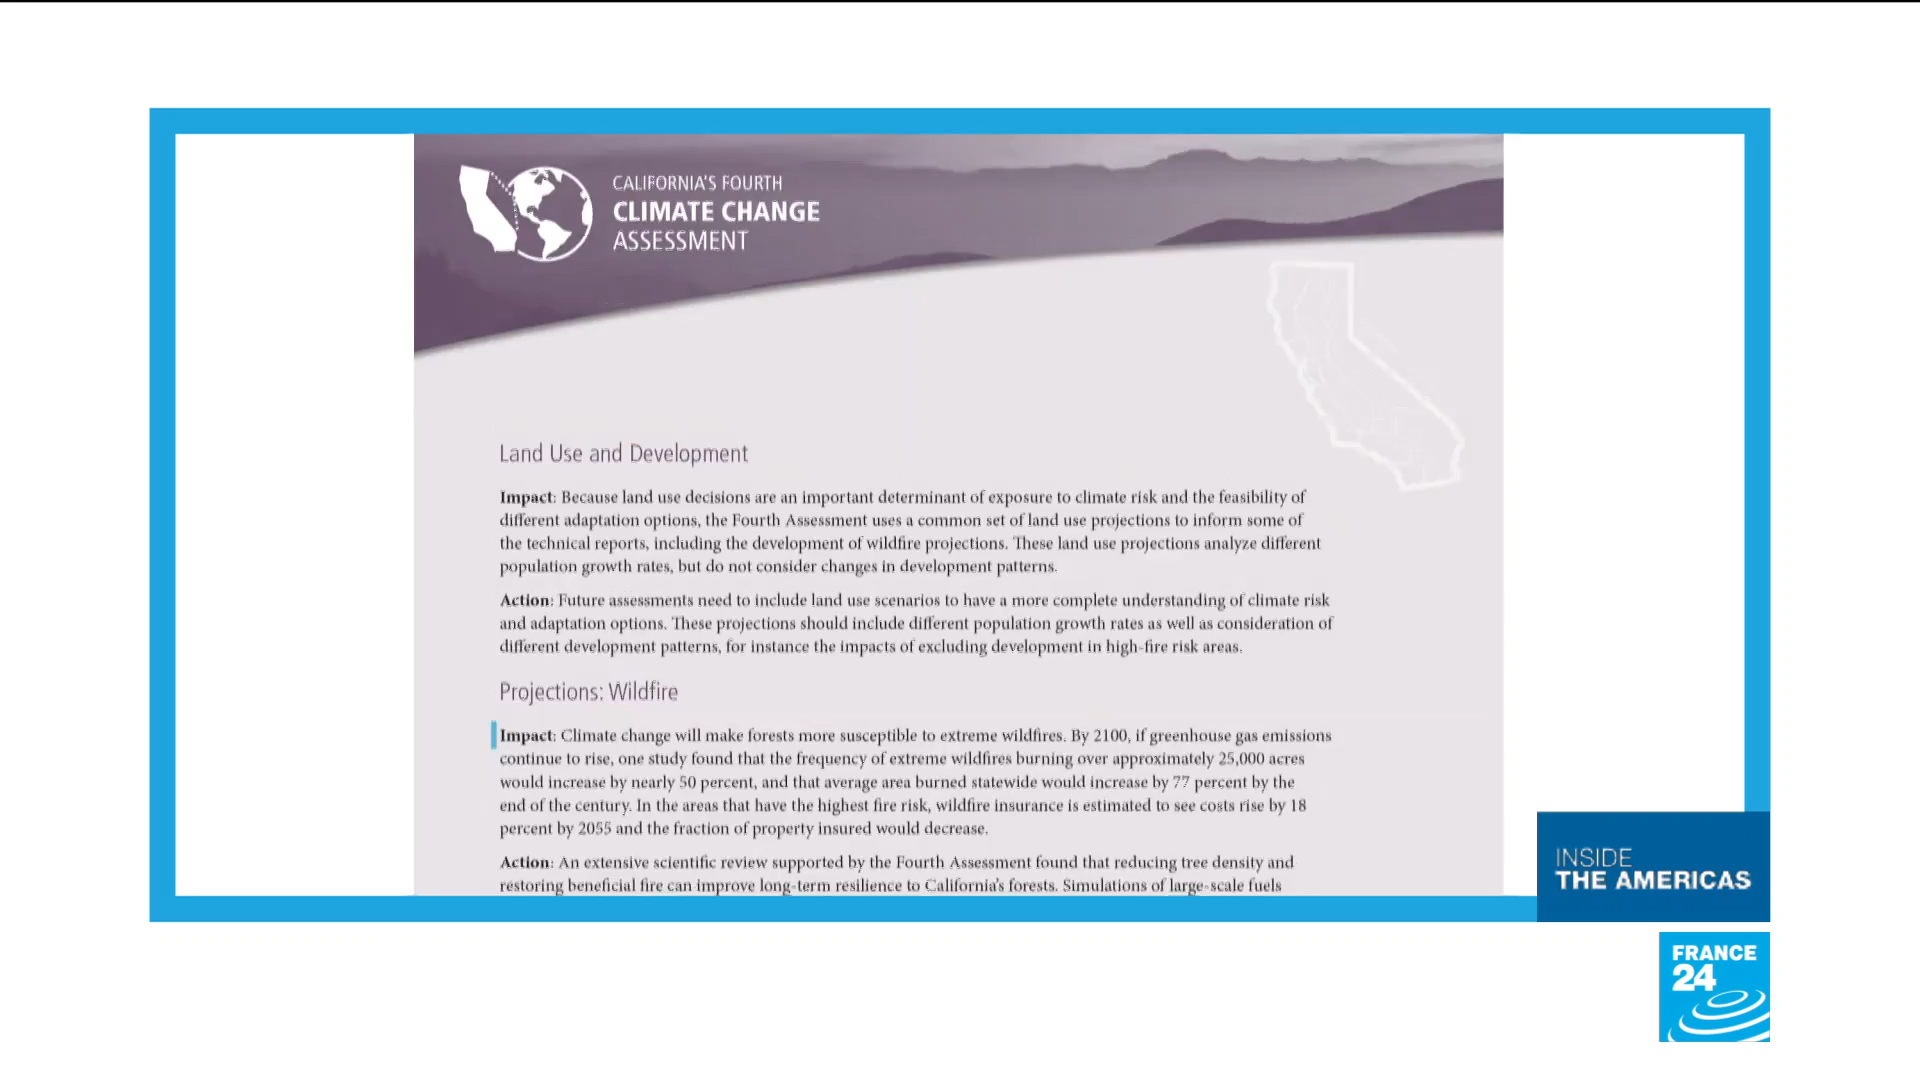 CALIFORNIA'S FOURTH
CLIMATE CHANGE
ASSESSMENT
Land Use and Development
Impact: Because land use decisions are an important determinant of exposure to climate risk and the feasibility of
different adaptation options, the Fourth Assessment uses a common set of land use projections to inform some of
the technical reports, including the development of wildfire projections. These land use projections analyze different
population growth rates, but do not consider changes in development patterns.
Action: Future assessments need to include land use scenarios to have a more complete understanding of climate risk
and adaptation options. These projections should include different population growth rates as well as consideration of
different development patterns, for instance the impacts of excluding development in high-fire risk areas.
Projections: Wildfire
Impact: Climate change will make forests more susceptible to extreme wildfires. By 2100, if greenhouse gas emissions
continue to rise, one study found that the frequency of extreme wildfires burning over approximately 25,000 acres
would increase by nearly 50 percent, and that average area burned statewide would increase by 77 percent by the
end of the century. In the areas that have the highest fire risk, wildfire insurance is estimated to see costs rise by 18
percent by 2055 and the fraction of property insured would decrease.
Action: An extensive scientific review supported by the Fourth Assessment found that reducing tree density and
restoring beneficial fire can improve long-term resilience to California's forests. Simulations of large-scale fuels
INSIDE
THE AMERICAS
FRANCE
24